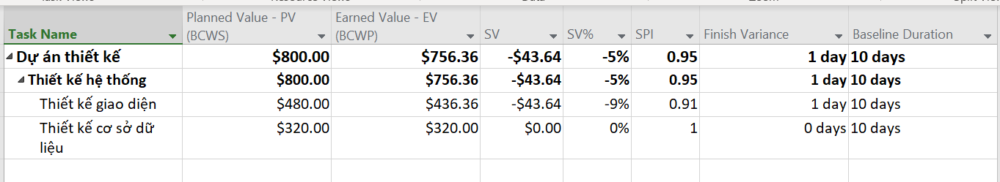 Data
Zoom
Planned Value - PV Earned Value - EV
Task Name (BCWS) (BCWP) SV SV% SPI Finish Variance Baseline Duration
Dự án thiết kế $800.00 $756.36 -$43.64 -5% 0.95 1 day 10 days
Thiết kế hệ thống $800.00 $756.36 -$43.64 -5% 0.95 1 day 10 days
Thiết kế giao diện $480.00 $436.36 -$43.64 -9% 0.91 1 day 10 days
Thiết kế cơ sở dữ $320.00 $320.00 $0.00 0% 1 0 days 10 days
liệu